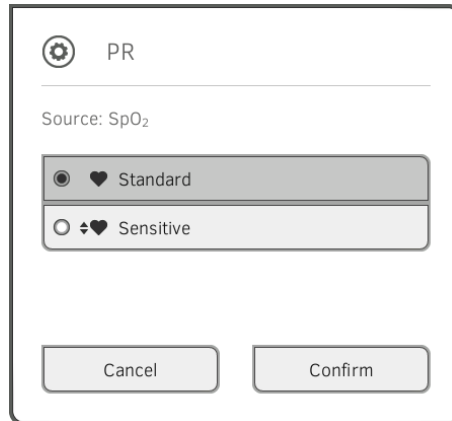 PR
Source: SpO₂
Standard
Sensitive
Cancel
Confirm